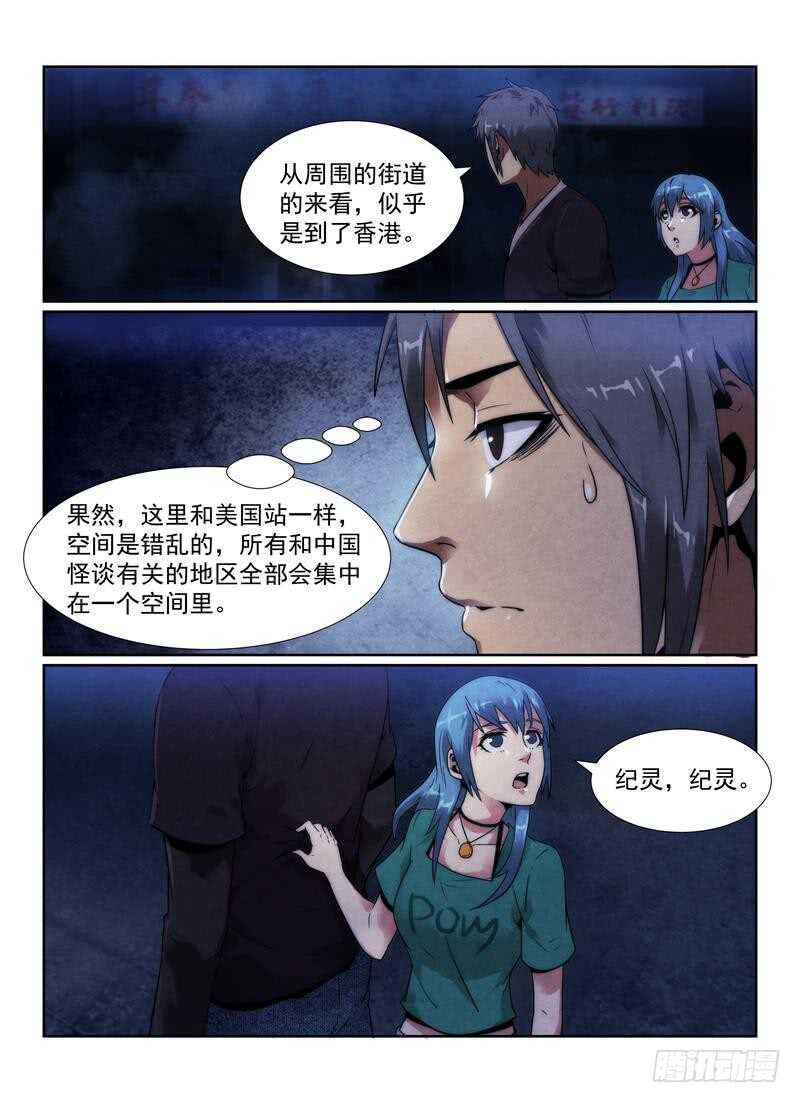 从周围的街道
的来看，似乎
是到了香港。
果然，这里和美国站一样，
空间是错乱的，所有和中国
怪谈有关的地区全部会集中
在一个空间里。
纪灵，纪灵。
Pow
腾讯动漫